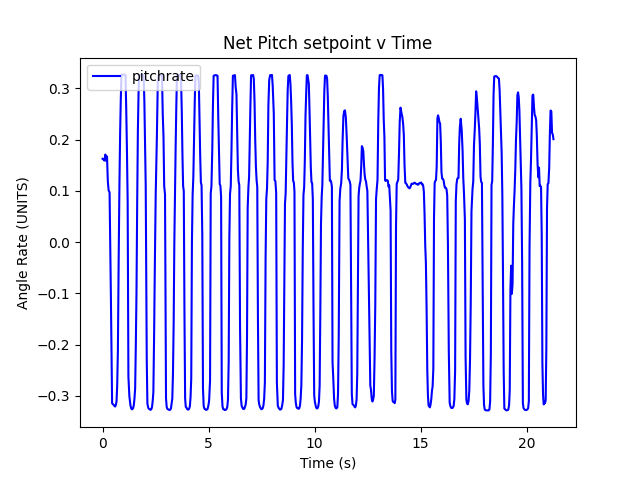 Net Pitch setpoint v Time
pitchrate
Angle Rate (UNITS)
0.3
0.2
0.1
0.0
−0.1
−0.2
−0.3
0 5 10 15 20
Time (s)